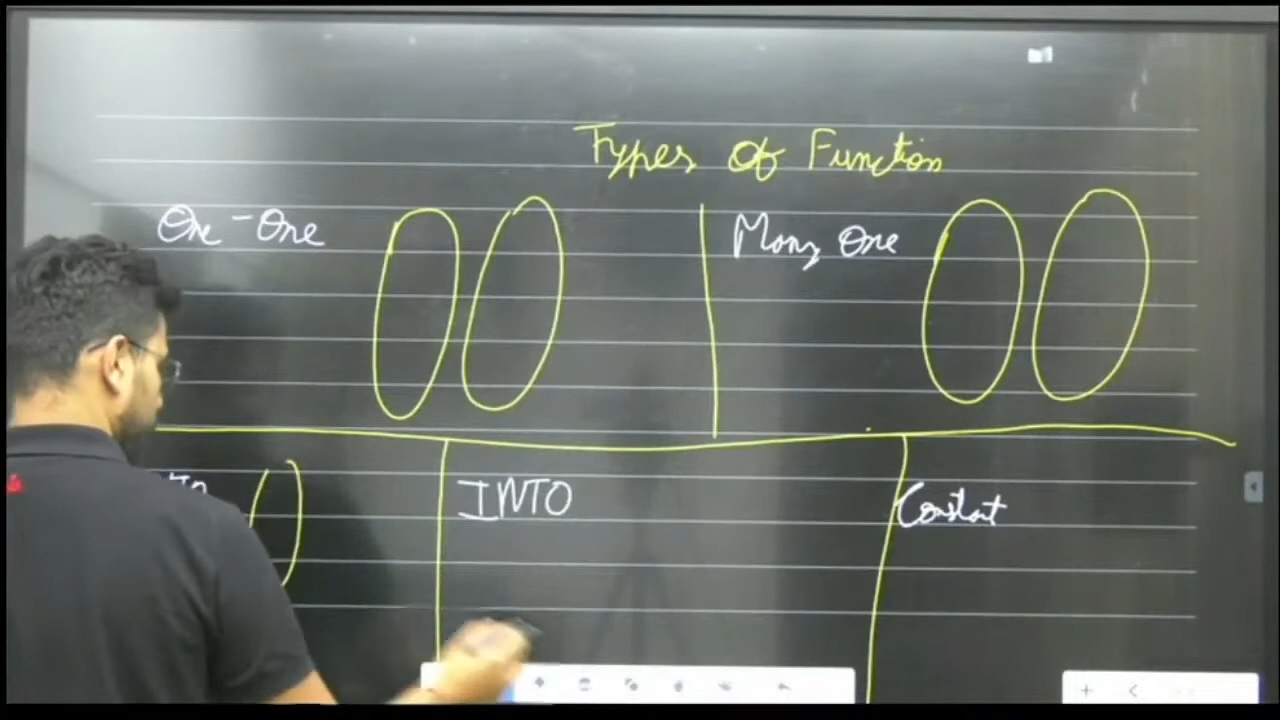 Types of Function
One-One
Many One
INTO
Constant